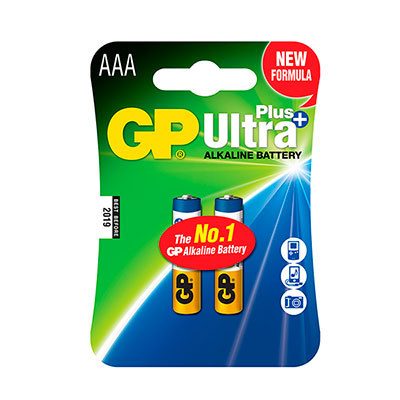 AAA
NEW
FORMULA
GP Ultra Plus+
ALKALINE BATTERY
BEST BEFORE
2019
The No.1
GP Alkaline Battery
GP GP